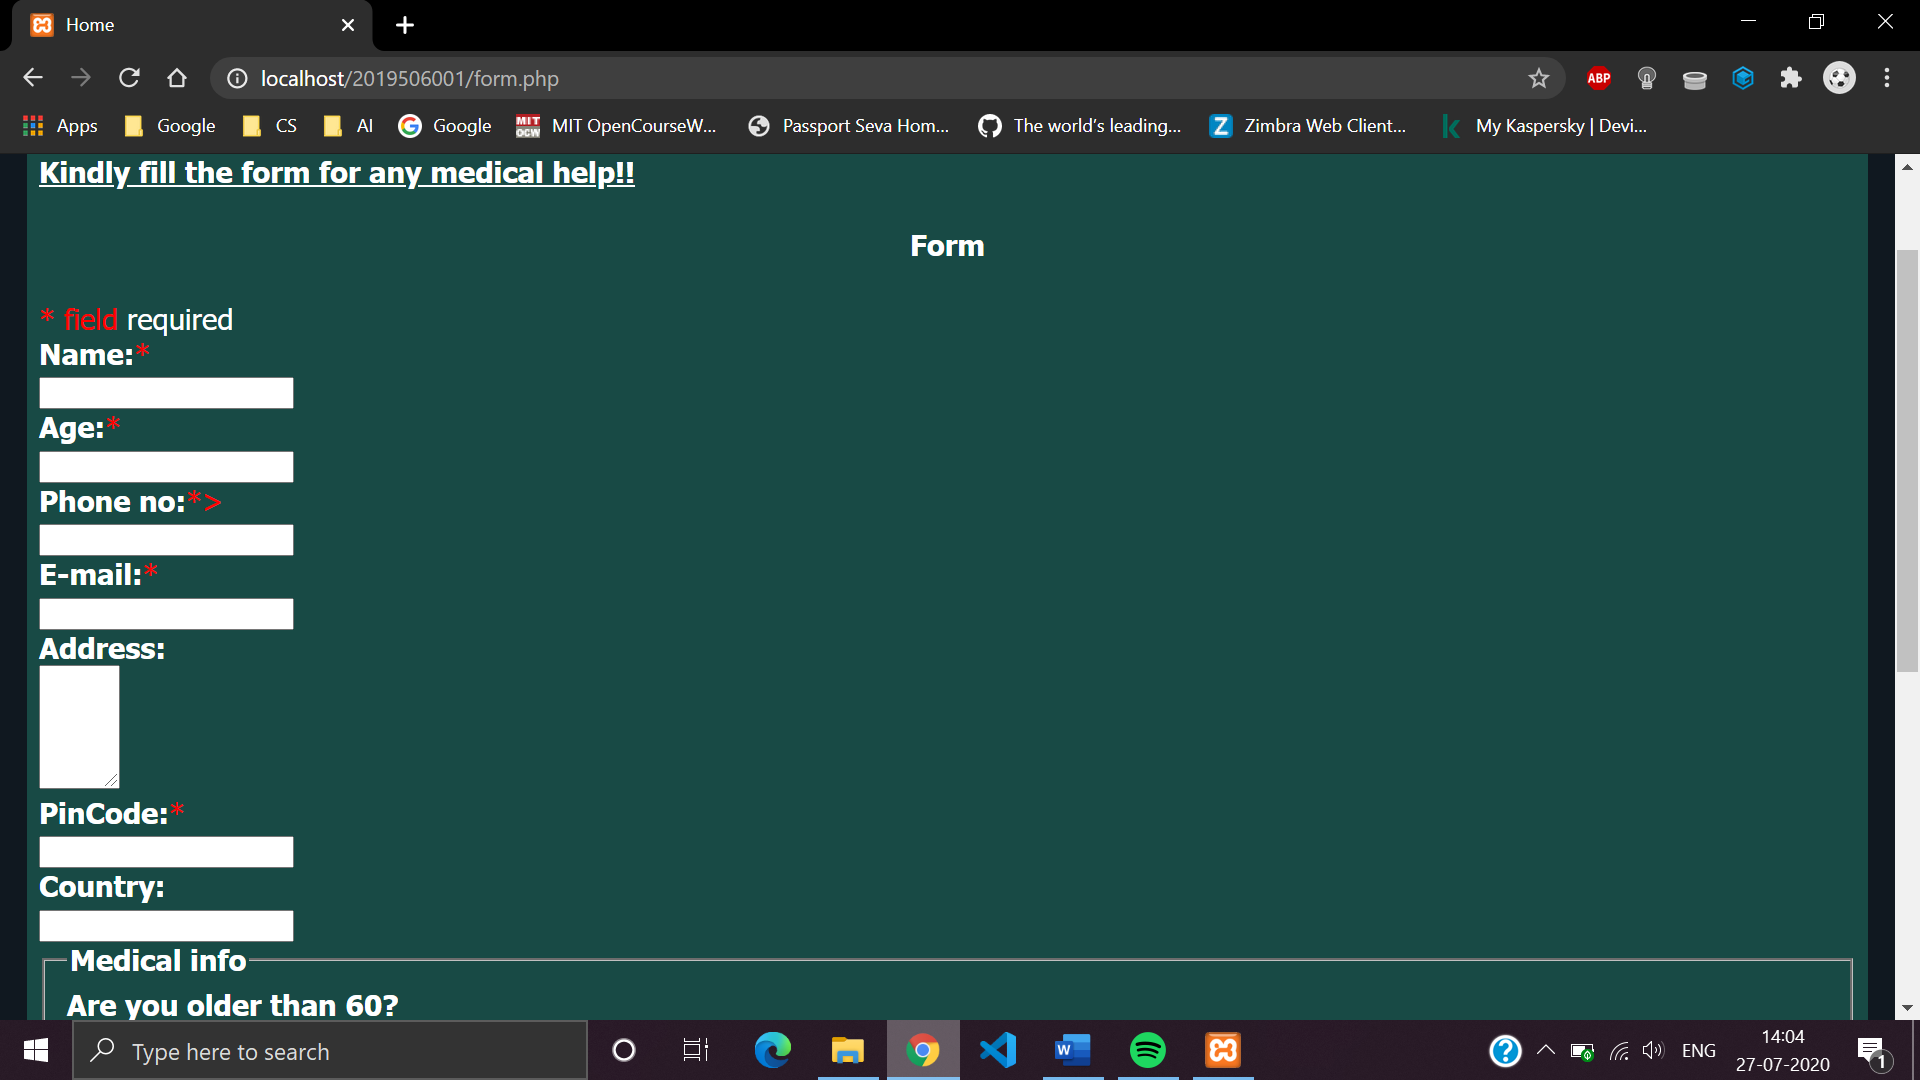 Home
localhost/2019506001/form.php
ABP
Apps Google CS AI Google MIT OCW MIT OpenCourseW... Passport Seva Hom... The world's leading... Z Zimbra Web Client... k My Kaspersky | Devi...
Kindly fill the form for any medical help!!
Form
* field required
Name:*
Age:*
Phone no:*>
E-mail:*
Address:
PinCode:*
Country:
Medical info
Are you older than 60?
Type here to search
W
ENG
14:04
27-07-2020
1